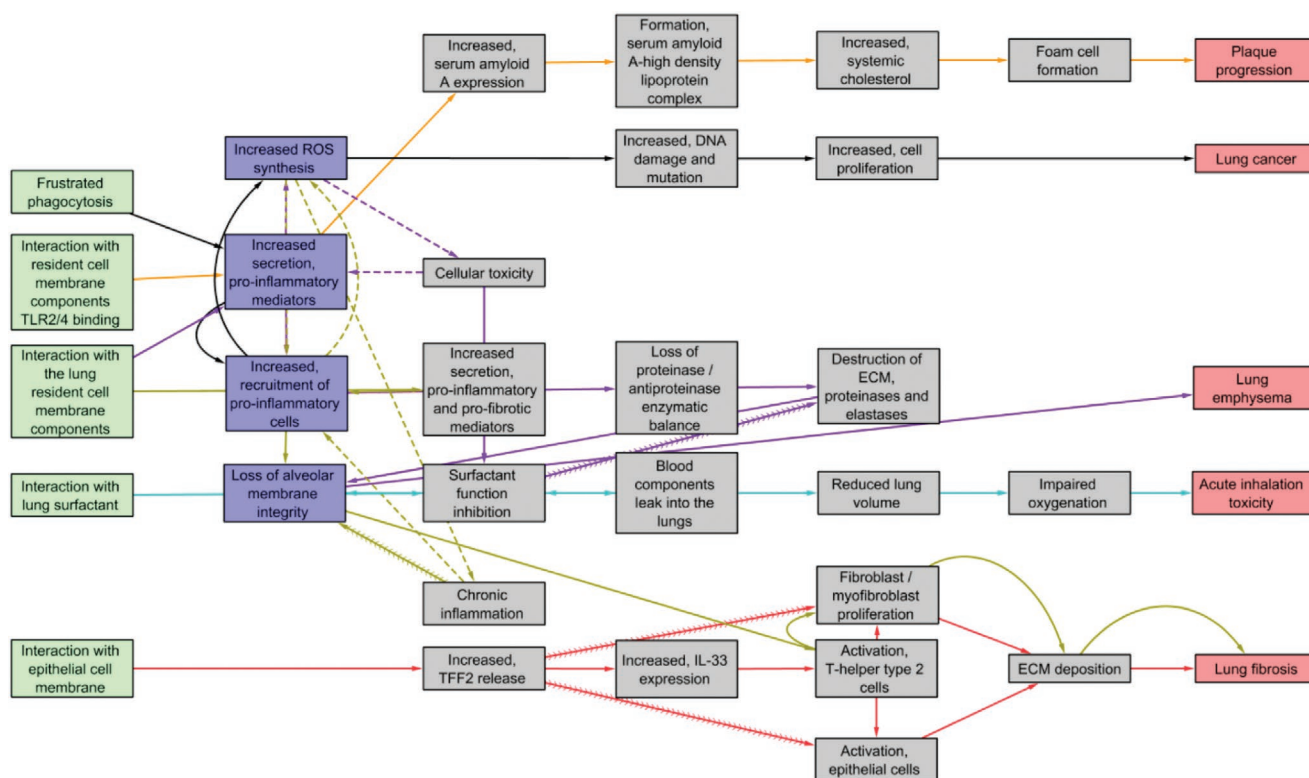 Increased,
serum amyloid
A expression
Formation,
serum amyloid
A-high density
lipoprotein
complex
Increased,
systemic
cholesterol
Foam cell
formation
Plaque
progression
Increased ROS
synthesis
Increased, DNA
damage and
mutation
Increased, cell
proliferation
Lung cancer
Frustrated
phagocytosis
Interaction with
resident cell
membrane
components
TLR2/4 binding
Increased
secretion,
pro-inflammatory
mediators
Cellular toxicity
Interaction with
the lung
resident cell
membrane
components
Increased,
recruitment of
pro-inflammatory
cells
Increased
secretion,
pro-inflammatory
and pro-fibrotic
mediators
Loss of
proteinase /
antiproteinase
enzymatic
balance
Destruction of
ECM,
proteinases and
elastases
Lung
emphysema
Interaction with
lung surfactant
Loss of alveolar
membrane
integrity
Surfactant
function
inhibition
Blood
components
leak into the
lungs
Reduced lung
volume
Impaired
oxygenation
Acute inhalation
toxicity
Chronic
inflammation
Fibroblast /
myofibroblast
proliferation
Interaction with
epithelial cell
membrane
Increased,
TFF2 release
Increased, IL-33
expression
Activation,
T-helper type 2
cells
ECM deposition
Lung fibrosis
Activation,
epithelial cells